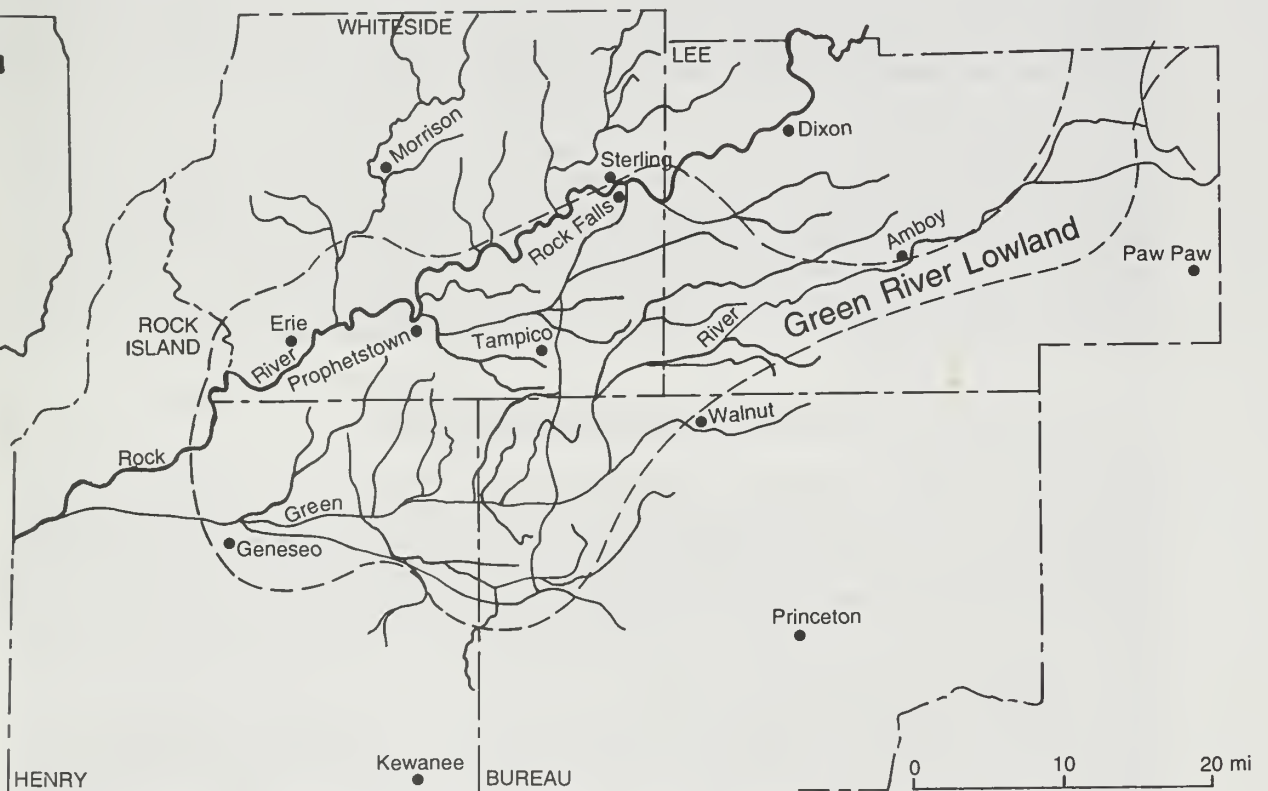 WHITESIDE
LEE
Morrison
Dixon
Sterling
Rock Falls
Amboy
Green River Lowland
Paw Paw
ROCK
ISLAND
Erie
River
Prophetstown
Tampico
River
Walnut
Rock
Green
Geneseo
Princeton
Kewanee
HENRY
BUREAU
0 10 20 mi